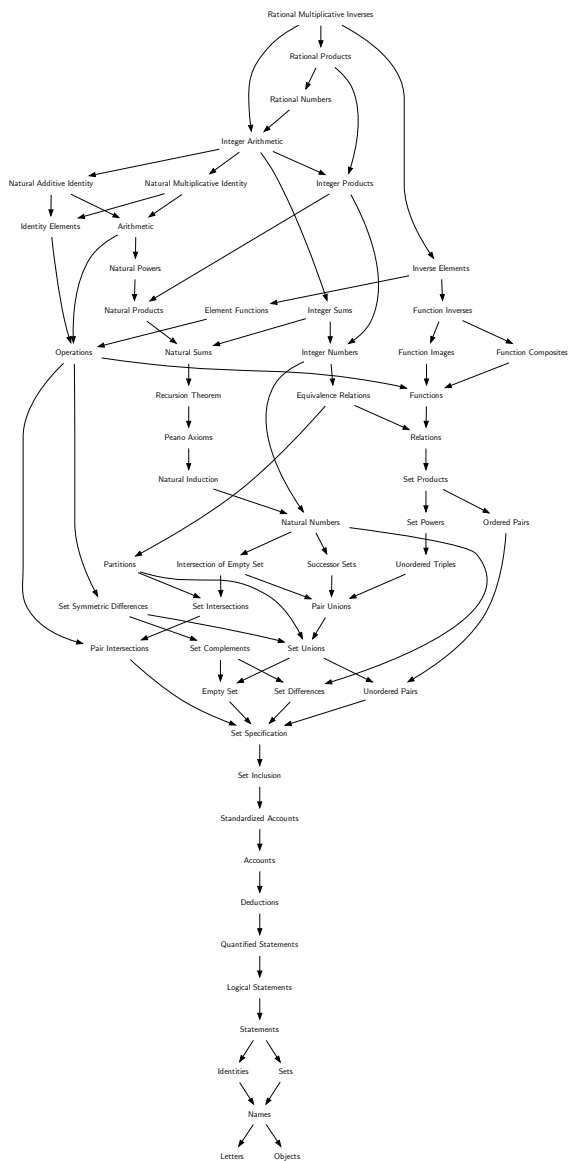 Rational Multiplicative Inverses
Rational Products
Rational Numbers
Integer Arithmetic
Natural Additive Identity Natural Multiplicative Identity Integer Products
Identity Elements Arithmetic
Natural Powers Inverse Elements
Natural Products Element Functions Integer Sums Function Inverses
Operations Natural Sums Integer Numbers Function Images Function Composites
Recursion Theorem Equivalence Relations Functions
Peano Axioms Relations
Natural Induction Set Products
Natural Numbers Set Powers Ordered Pairs
Partitions Intersection of Empty Set Successor Sets Unordered Triples
Set Symmetric Differences Set Intersections Pair Unions
Pair Intersections Set Complements Set Unions
Empty Set Set Differences Unordered Pairs
Set Specification
Set Inclusion
Standardized Accounts
Accounts
Deductions
Quantified Statements
Logical Statements
Statements
Identities Sets
Names
Letters Objects